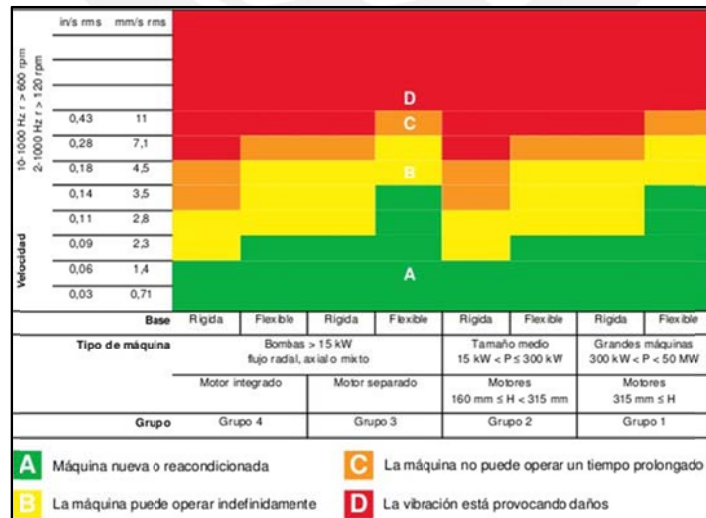 in/s rms mm/s rms
10-1000 Hz r > 600 rpm
2-1000 Hz r > 120 rpm
Velocidad
D
0,43 11
C
0,28 7,1
0,18 4,5
B
0,14 3,5
0,11 2,8
0,09 2,3
0,06 1,4
A
0,03 0,71
Base Rígida Flexible Rígida Flexible Rígida Flexible Rígida Flexible
Tipo de máquina Bombas > 15 kW Tamaño medio Grandes máquinas
flujo radal, axial o mixto 15 kW < P ≤ 300 kW 300 kW < P < 50 MW
Motor integrado Motor separado Motores Motores
160 mm ≤ H < 315 mm 315 mm ≤ H
Grupo Grupo 4 Grupo 3 Grupo 2 Grupo 1
A Máquina nueva o reacondicionada C La máquina no puede operar un tiempo prolongado
B La máquina puede operar indefinidamente D La vibración está provocando daños